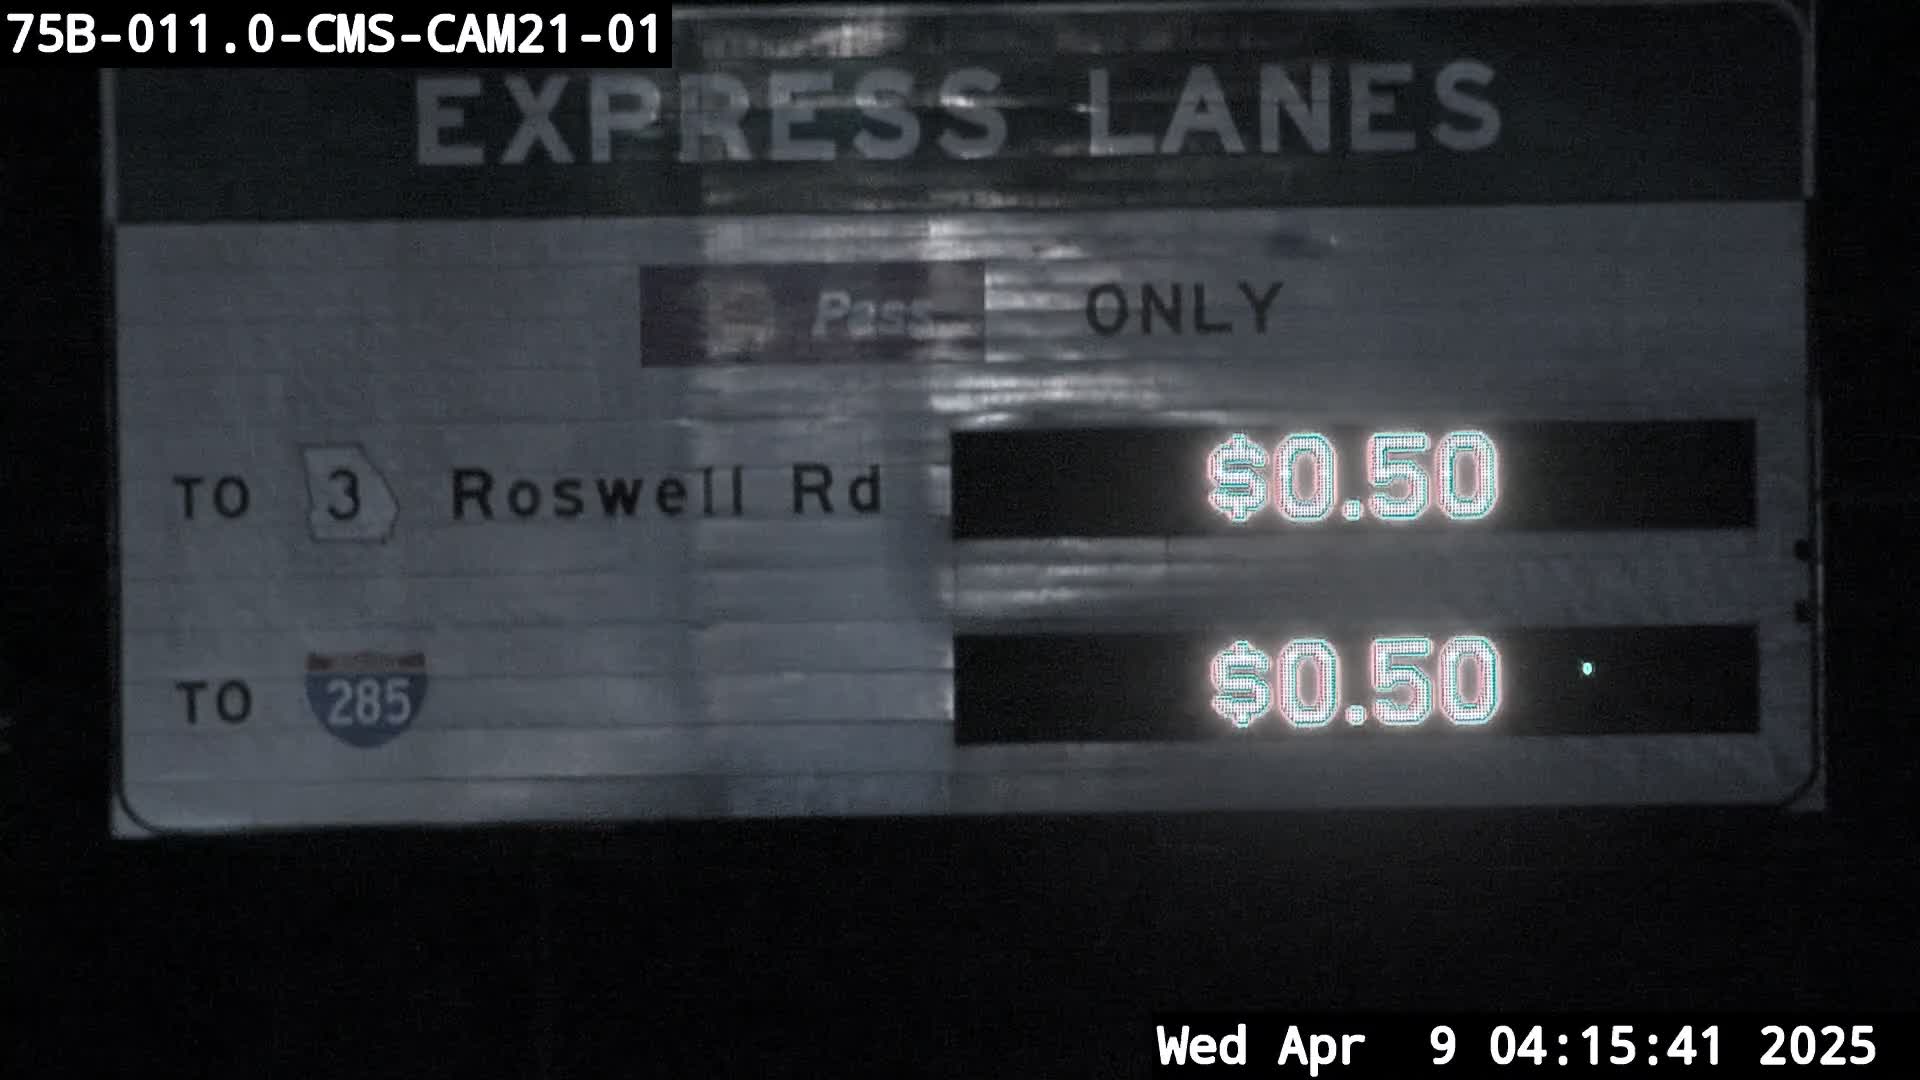 75B-011.0-CMS-CAM21-01
EXPRESS LANES
Pass ONLY
TO 3 Roswell Rd $0.50
TO 285 $0.50
Wed Apr 9 04:15:41 2025